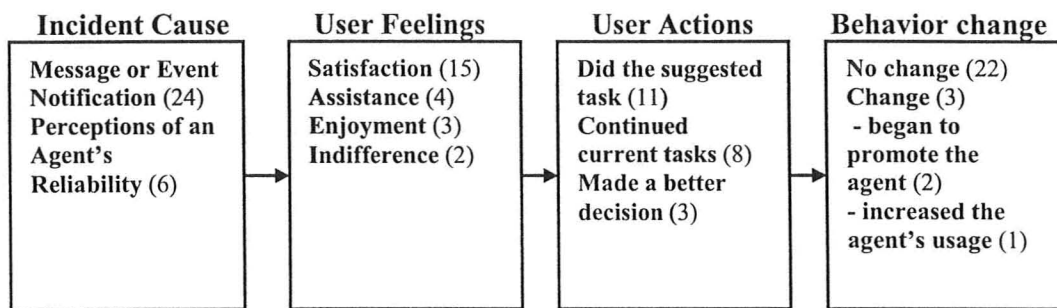 Incident Cause
Message or Event
Notification (24)
Perceptions of an
Agent's
Reliability (6)
User Feelings
Satisfaction (15)
Assistance (4)
Enjoyment (3)
Indifference (2)
User Actions
Did the suggested
task (11)
Continued
current tasks (8)
Made a better
decision (3)
Behavior change
No change (22)
Change (3)
- began to
promote the
agent (2)
- increased the
agent's usage (1)